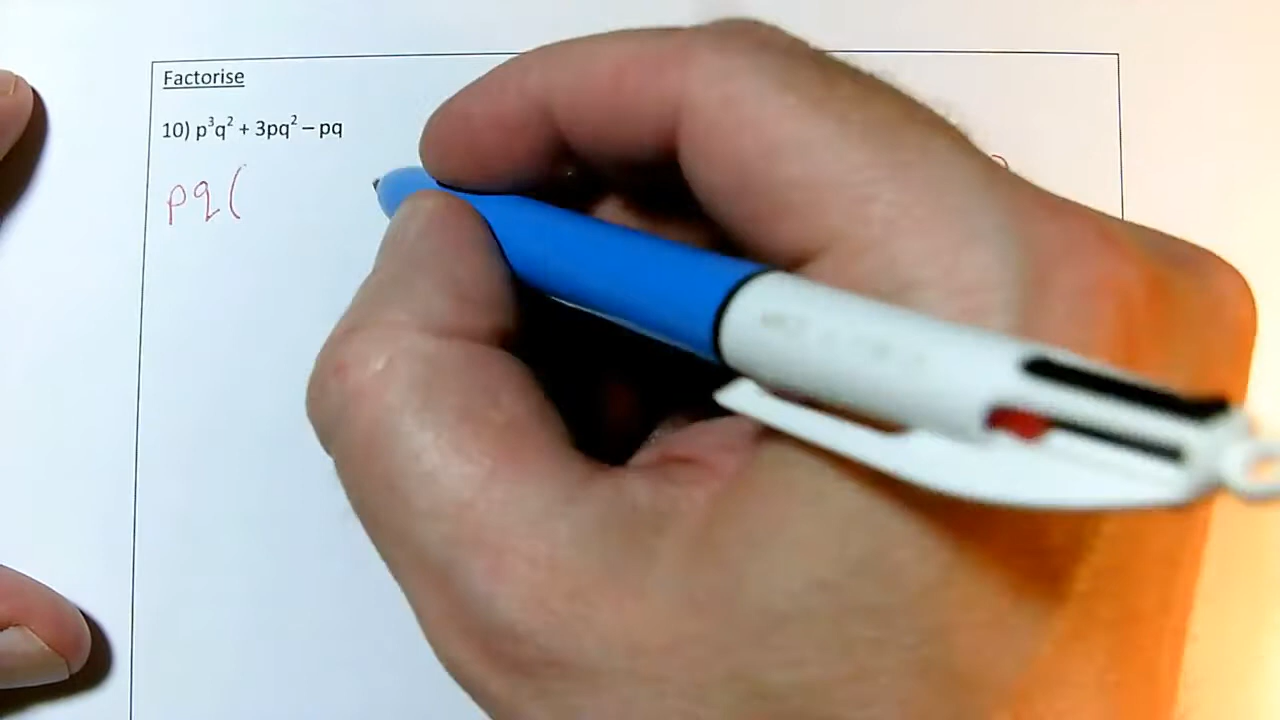 Factorise
10) p³q² + 3pq² – pq
pq (